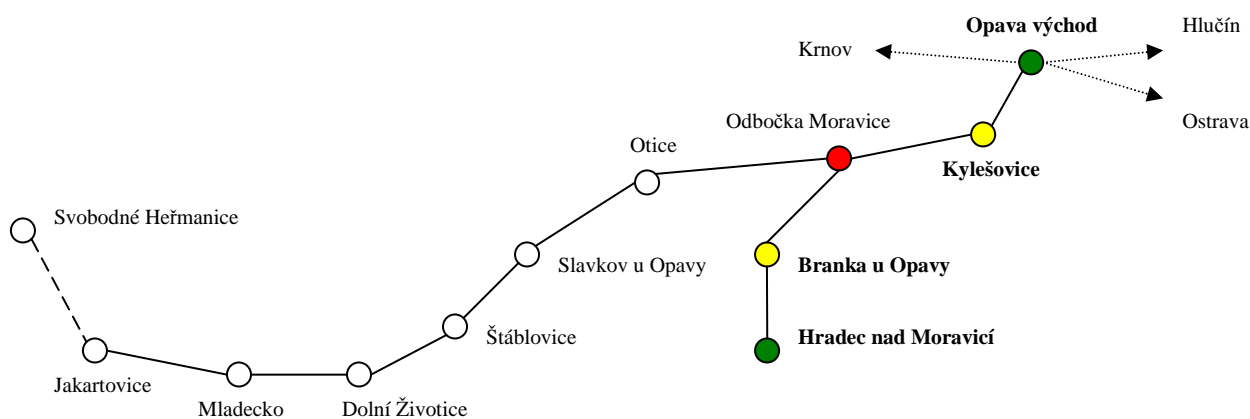 Opava východ
Hlučín
Krnov
Ostrava
Odbočka Moravice
Otice
Kylešovice
Svobodné Heřmanice
Slavkov u Opavy
Branka u Opavy
Štáblovice
Hradec nad Moravicí
Jakartovice
Mladecko
Dolní Životice